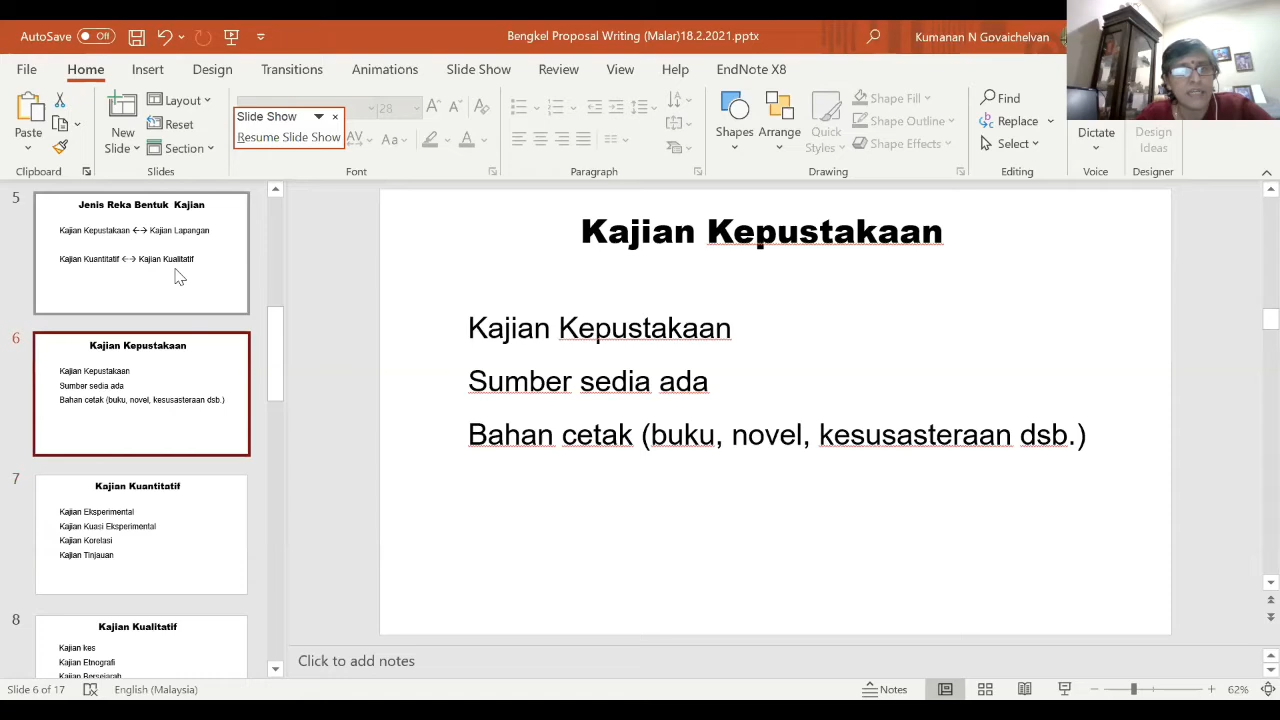 AutoSave Off
Bengkel Proposal Writing (Malar)18.2.2021.pptx
Kumanan N Govaichelvan
File Home Insert Design Transitions Animations Slide Show Review View Help EndNote X8
Paste
Clipboard
New Slide
Layout
Reset
Section
Slides
28
Slide Show
Resume Slide Show
AV Aa A
Font
Paragraph
Shapes
Arrange
Quick Styles
Shape Fill
Shape Outline
Shape Effects
Drawing
Find
Replace
Select
Editing
Dictate
Voice
Design Ideas
Designer
5
Jenis Reka Bentuk Kajian
Kajian Kepustakaan <--> Kajian Lapangan
Kajian Kuantitatif <--> Kajian Kualitatif
6
Kajian Kepustakaan
Kajian Kepustakaan
Sumber sedia ada
Bahan cetak (buku, novel, kesusasteraan dsb.)
7
Kajian Kuantitatif
Kajian Eksperimental
Kajian Kuasi Eksperimental
Kajian Korelasi
Kajian Tinjauan
8
Kajian Kualitatif
Kajian kes
Kajian Etnografi
Kajian Bersejarah
Kajian Kepustakaan
Kajian Kepustakaan
Sumber sedia ada
Bahan cetak (buku, novel, kesusasteraan dsb.)
Click to add notes
Slide 6 of 17
English (Malaysia)
Notes
62%